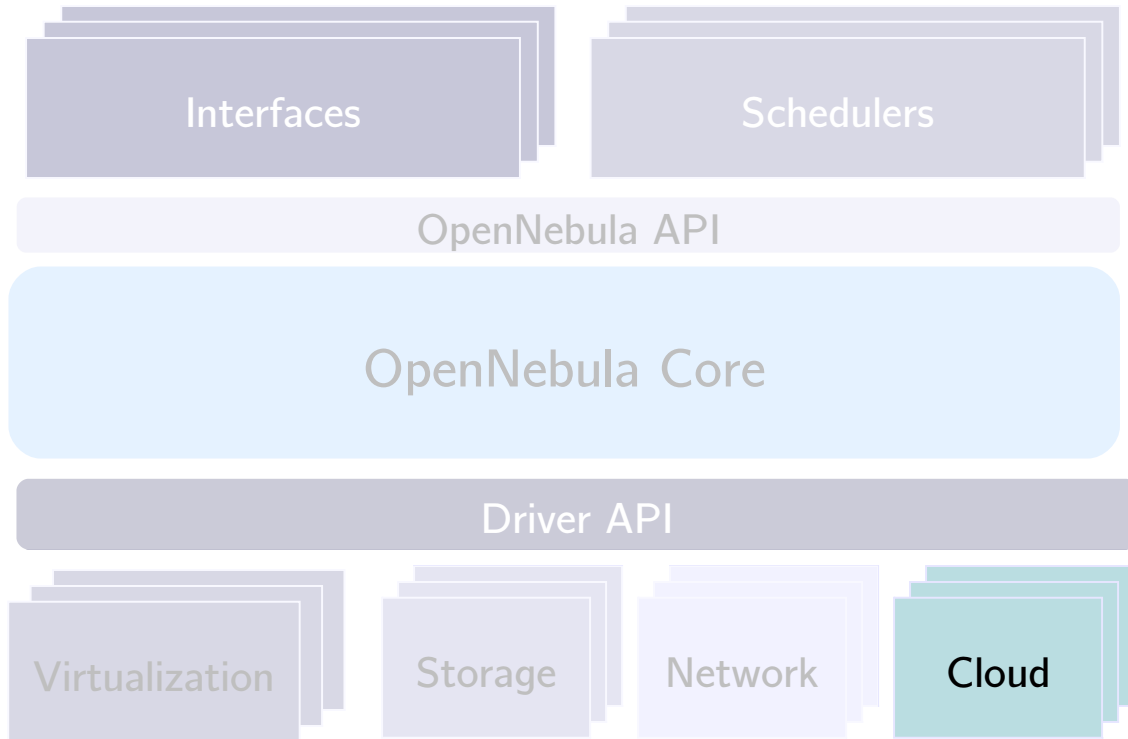 Interfaces
Schedulers
OpenNebula API
OpenNebula Core
Driver API
Virtualization
Storage
Network
Cloud